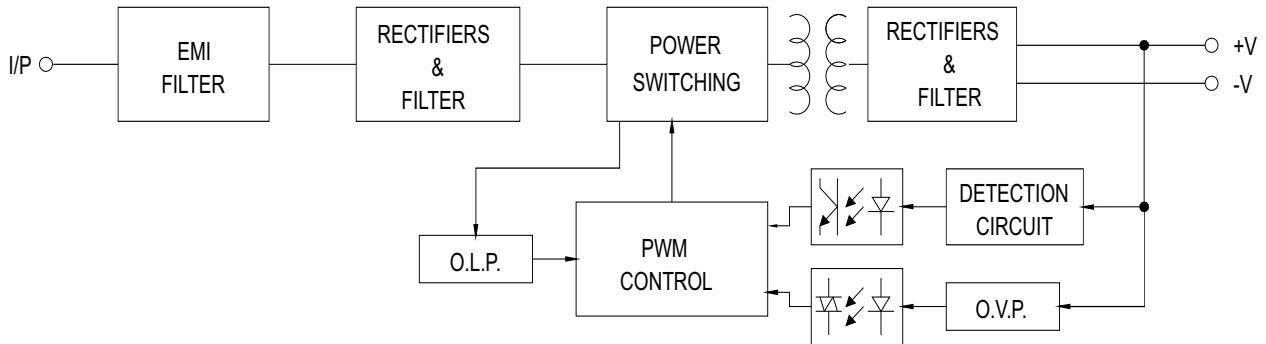 I/P
EMI
FILTER
RECTIFIERS
&
FILTER
POWER
SWITCHING
RECTIFIERS
&
FILTER
+V
-V
DETECTION
CIRCUIT
PWM
CONTROL
O.L.P.
O.V.P.